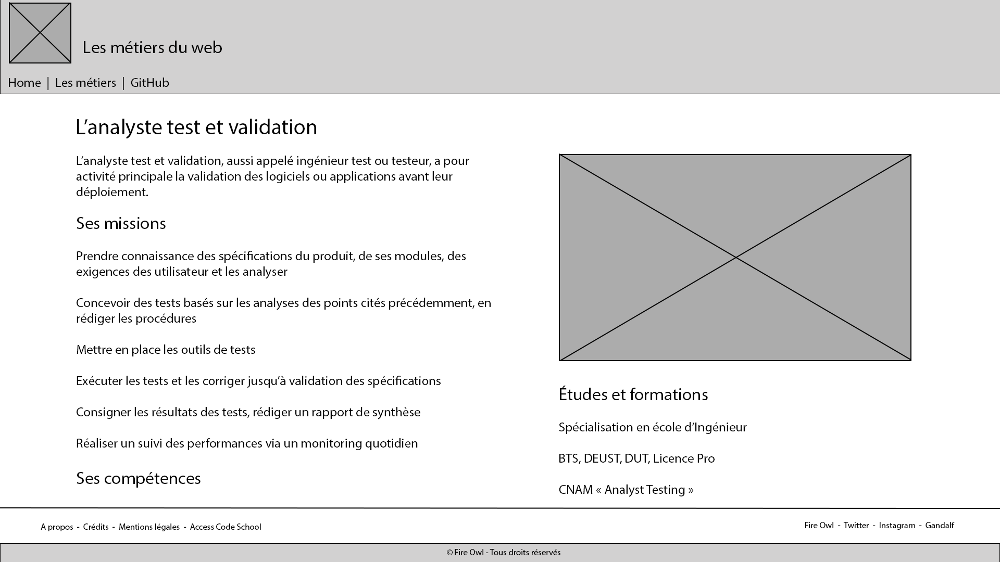 Les métiers du web
Home | Les métiers | GitHub
L’analyste test et validation
L’analyste test et validation, aussi appelé ingénieur test ou testeur, a pour
activité principale la validation des logiciels ou applications avant leur
déploiement.
Ses missions
Prendre connaissance des spécifications du produit, de ses modules, des
exigences des utilisateur et les analyser
Concevoir des tests basés sur les analyses des points cités précédemment, en
rédiger les procédures
Mettre en place les outils de tests
Exécuter les tests et les corriger jusqu’à validation des spécifications
Consigner les résultats des tests, rédiger un rapport de synthèse
Réaliser un suivi des performances via un monitoring quotidien
Ses compétences
Études et formations
Spécialisation en école d’Ingénieur
BTS, DEUST, DUT, Licence Pro
CNAM « Analyst Testing »
A propos - Crédits - Mentions légales - Access Code School
Fire Owl - Twitter - Instagram - Gandalf
© Fire Owl - Tous droits réservés